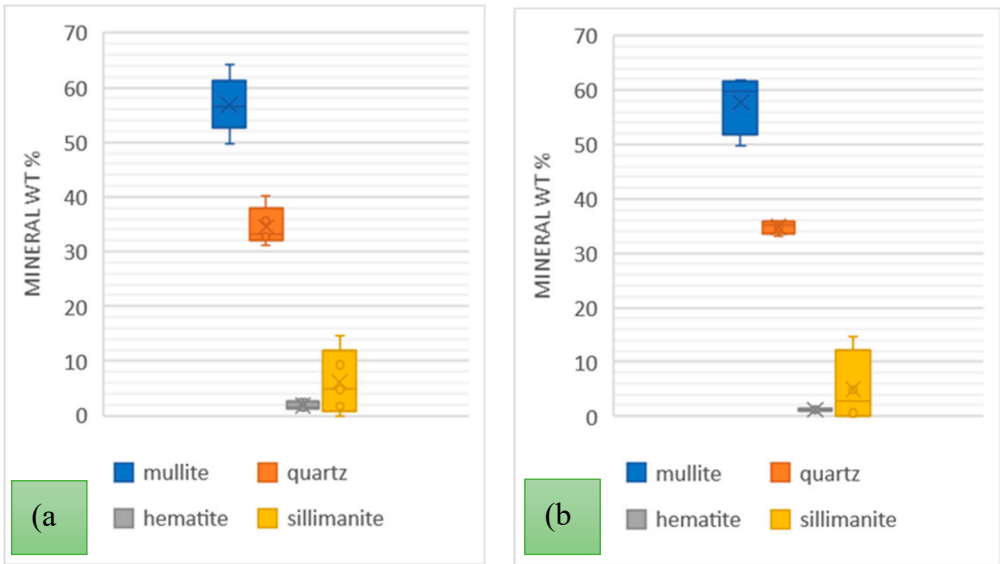 MINERAL WT %
70
60
50
40
30
20
10
0
mullite
quartz
hematite
sillimanite
(a
MINERAL WT %
70
60
50
40
30
20
10
0
mullite
quartz
hematite
sillimanite
(b